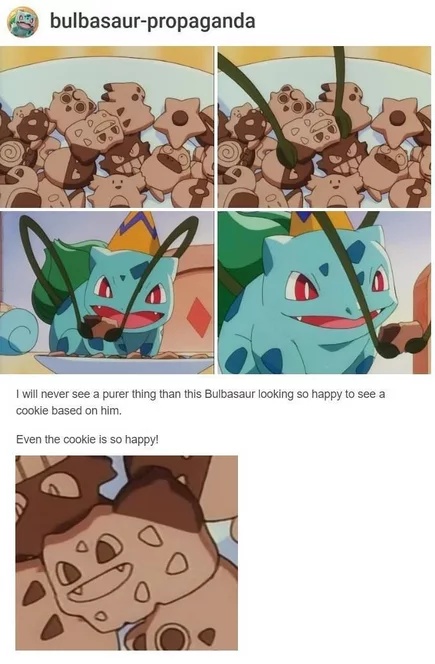 bulbasaur-propaganda
I will never see a purer thing than this Bulbasaur looking so happy to see a
cookie based on him.
Even the cookie is so happy!